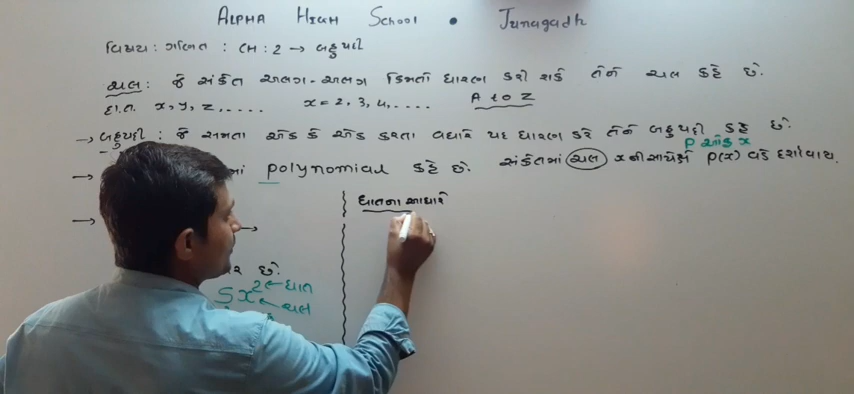 ALPHA HIGH SCHOOL • Junagadh
વિષય : ગણિત : CH : 2 → બહુપદી
ચલ : જે સંકેત અલગ-અલગ કિંમતો ધારણ કરી શકે તેને ચલ કહે છે.
દા.ત. x, y, z, .... x = 2, 3, 4, .... A to Z
→ બહુપદી : જે સમતા એક કે એક કરતા વધારે પદ ધારણ કરે તેને બહુપદી કહે છે.
P ઓફ x
→ માં polynomial કહે છે. સંકેતમાં ચલ x ની સાપેક્ષે P(x) વડે દર્શાવાય.
→ ઘાતના આધારે
છે.
5x² ← ઘાત
← ચલ